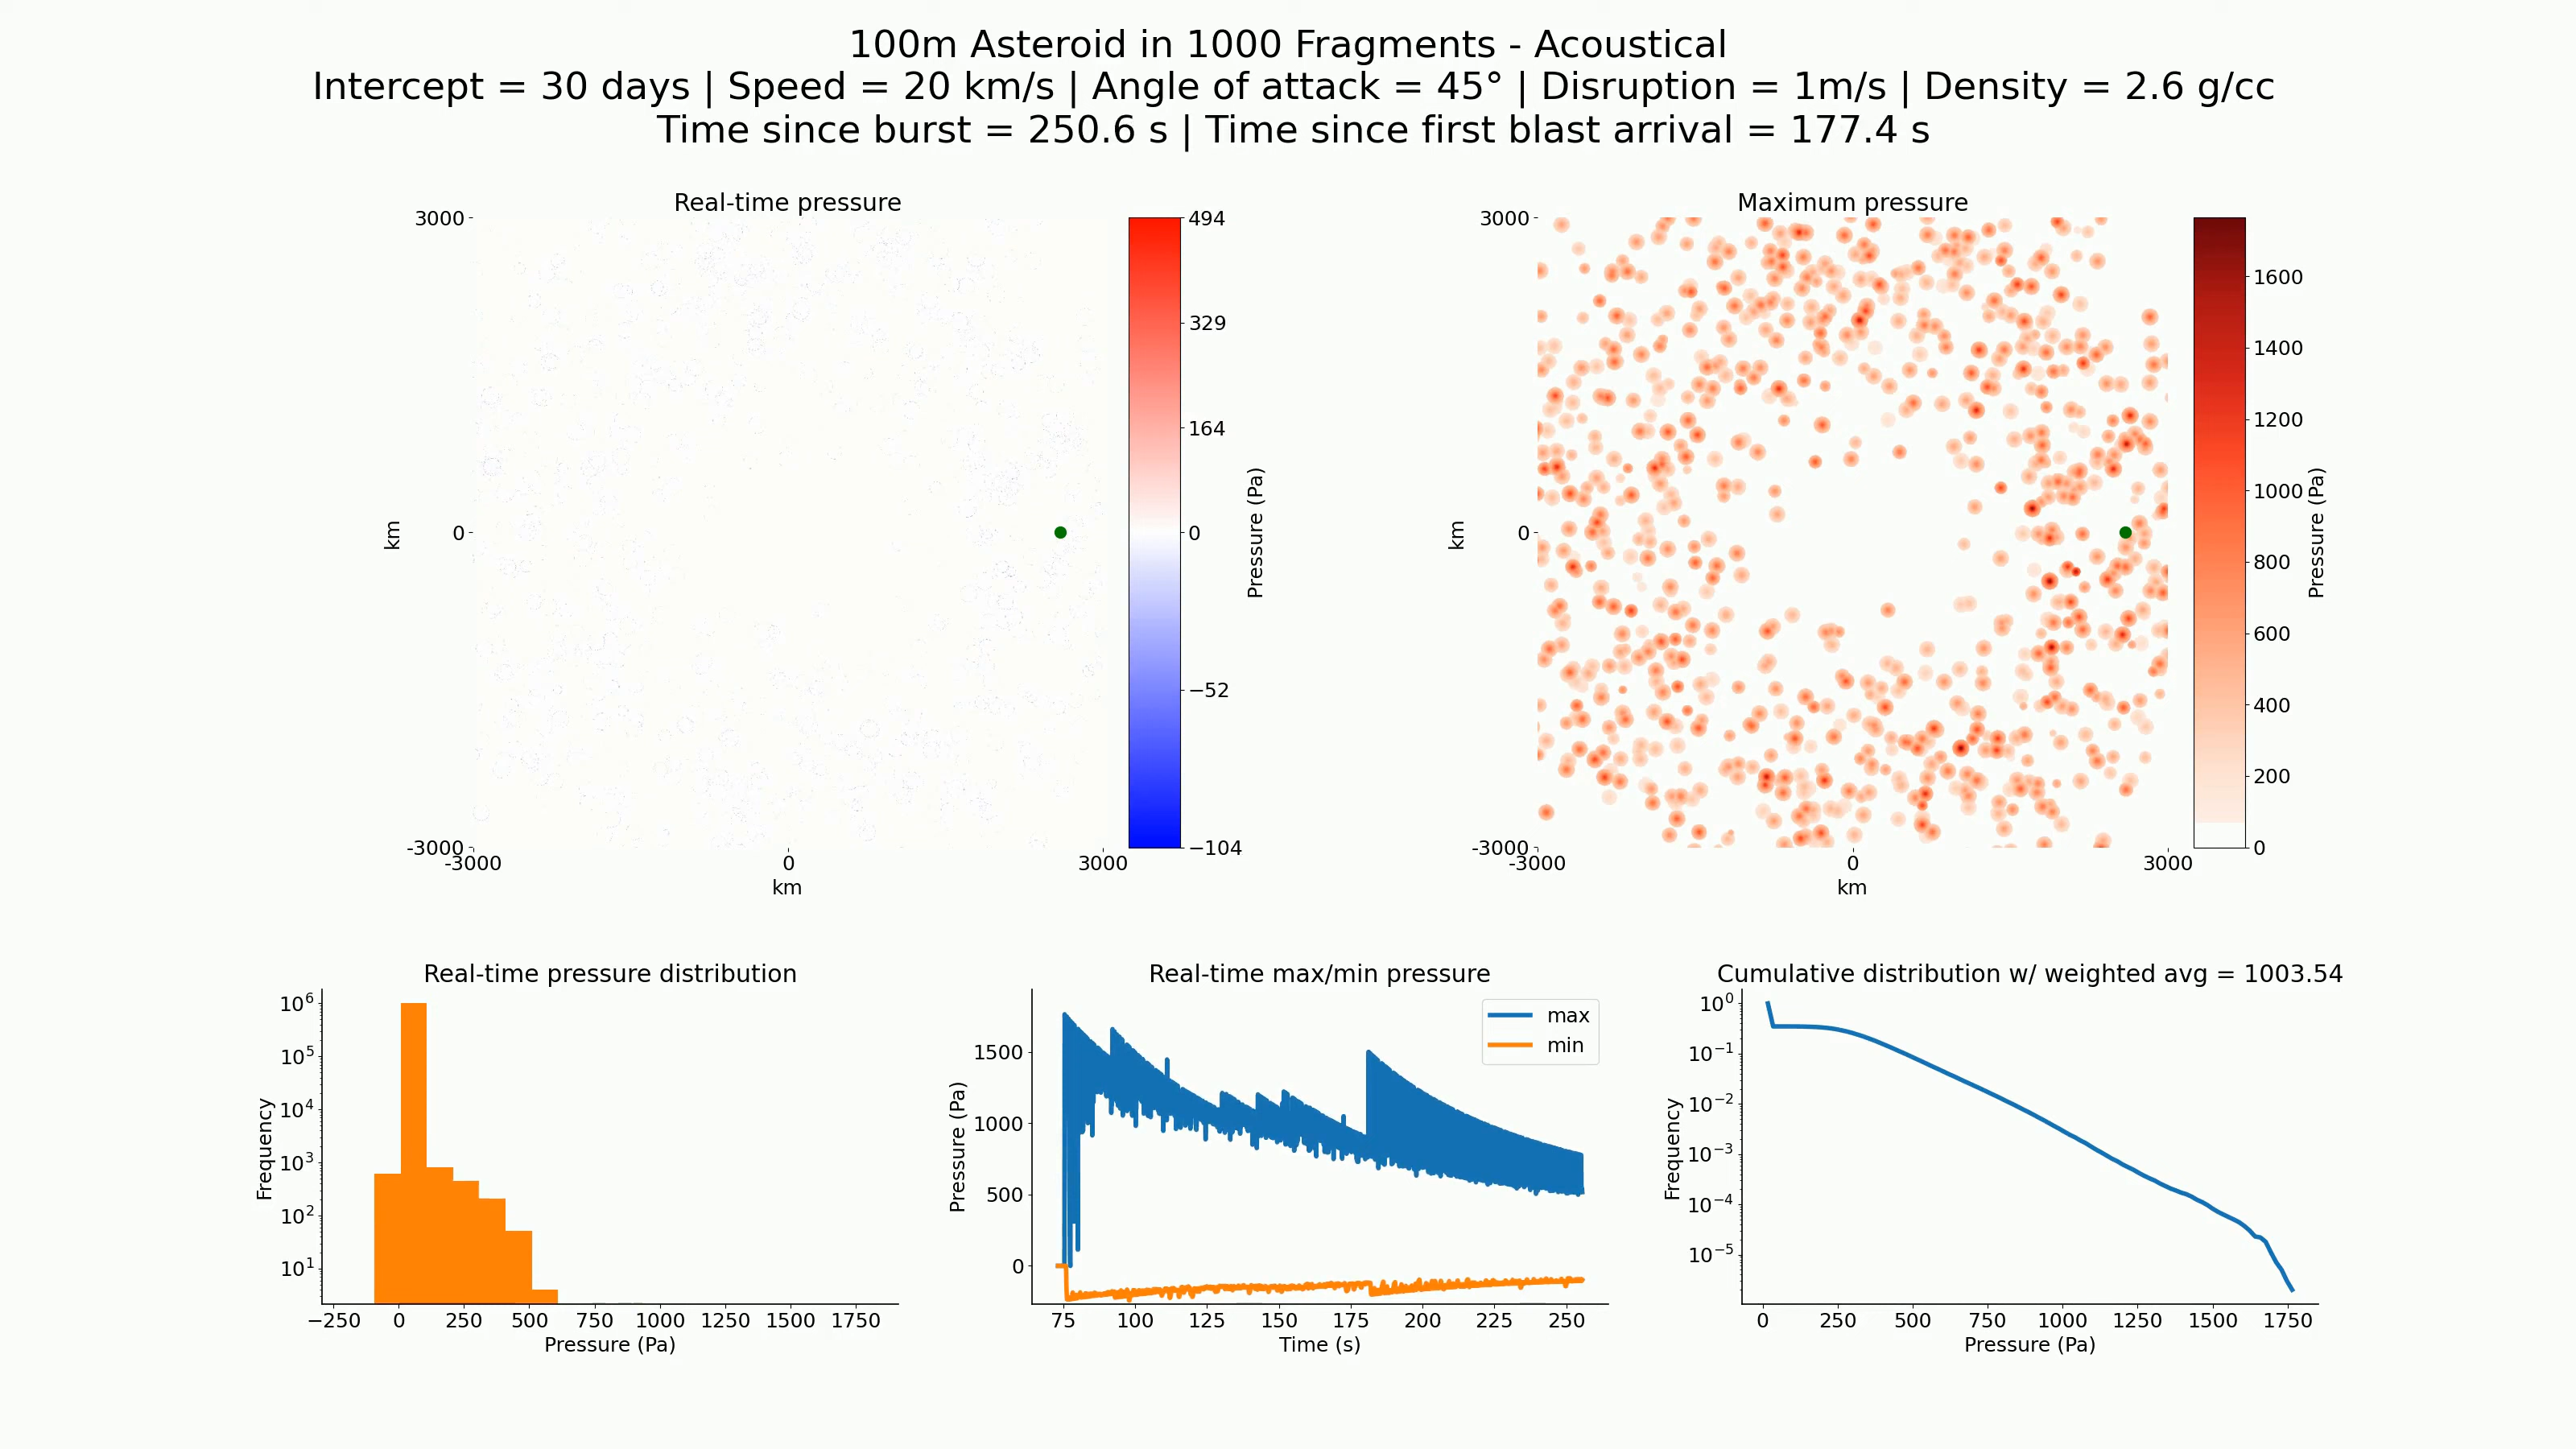 100m Asteroid in 1000 Fragments - Acoustical
Intercept = 30 days | Speed = 20 km/s | Angle of attack = 45° | Disruption = 1m/s | Density = 2.6 g/cc
Time since burst = 250.6 s | Time since first blast arrival = 177.4 s
Real-time pressure
3000
0
-3000
km
-3000
0
3000
km
494
329
164
0
−52
−104
Pressure (Pa)
Maximum pressure
3000
0
-3000
km
-3000
0
3000
km
1600
1400
1200
1000
800
600
400
200
0
Pressure (Pa)
Real-time pressure distribution
10⁶
10⁵
10⁴
10³
10²
10¹
Frequency
−250 0 250 500 750 1000 1250 1500 1750
Pressure (Pa)
Real-time max/min pressure
max
min
1500
1000
500
0
Pressure (Pa)
75 100 125 150 175 200 225 250
Time (s)
Cumulative distribution w/ weighted avg = 1003.54
10⁰
10⁻¹
10⁻²
10⁻³
10⁻⁴
10⁻⁵
Frequency
0 250 500 750 1000 1250 1500 1750
Pressure (Pa)